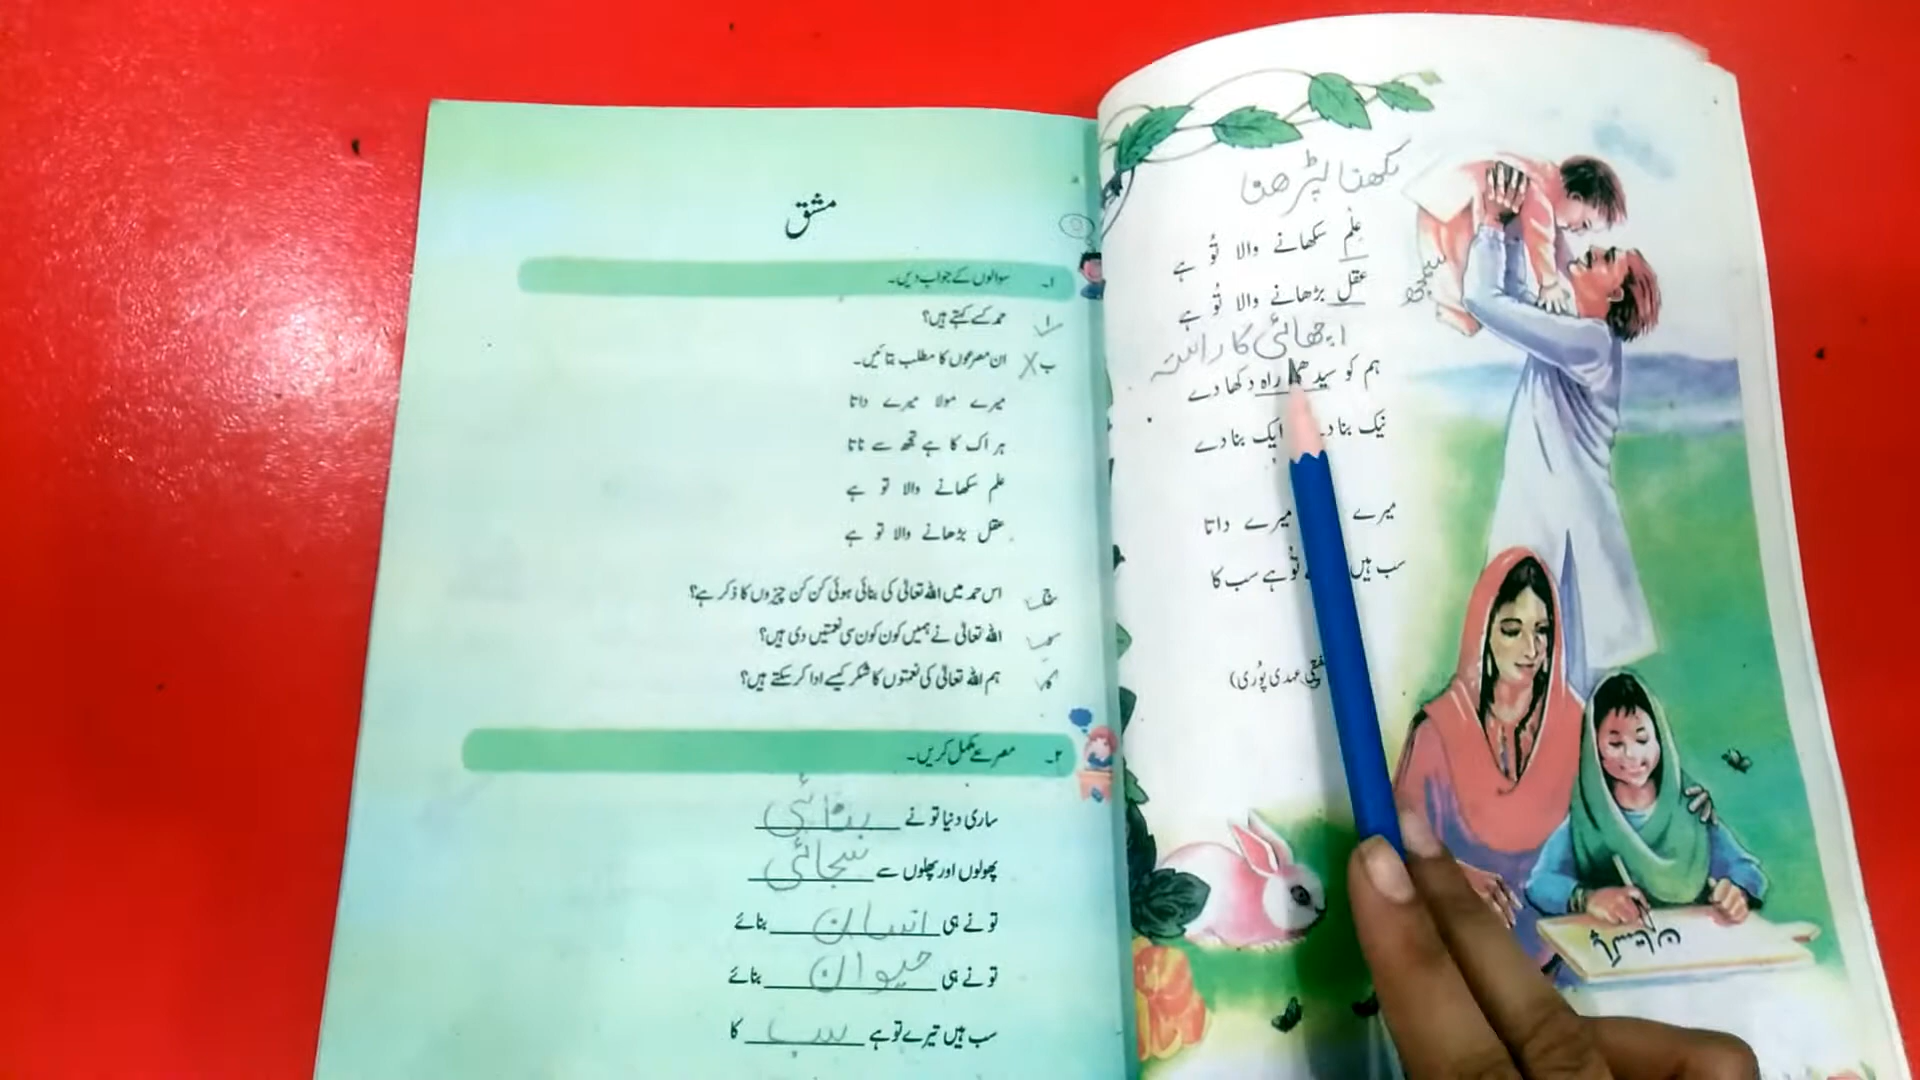 مشق
۱۔ سوالوں کے جواب دیں۔
ا حمد کسے کہتے ہیں؟
ب ان مصرعوں کا مطلب بتائیں۔
میرے مولا میرے داتا
ہر اک کا ہے تجھ سے ناتا
علم سکھانے والا تو ہے
عقل بڑھانے والا تو ہے
ج اس حمد میں اللہ تعالیٰ کی بنائی ہوئی کن کن چیزوں کا ذکر ہے؟
اللہ تعالیٰ نے ہمیں کون کون سی نعمتیں دی ہیں؟
ہم اللہ تعالیٰ کی نعمتوں کا شکر کیسے ادا کر سکتے ہیں؟
۲۔ مصرعے مکمل کریں۔
ساری دنیا تو نے بنائی
پھولوں اور پھلوں سے سجائی
تو نے ہی انسان بنائے
تو نے ہی حیوان بنائے
سب ہیں تیرے تو ہے سب کا
لکھنا پڑھنا
عِلْم سکھانے والا تُو ہے
عقل بڑھانے والا تُو ہے
سمجھ
اچھائی کا راستہ
ہم کو سیدھی راہ دکھا دے
نیک بنا دے ایک بنا دے
میرے میرے داتا
سب ہیں تُو ہے سب کا
عہدی پُوری)
پاکستان